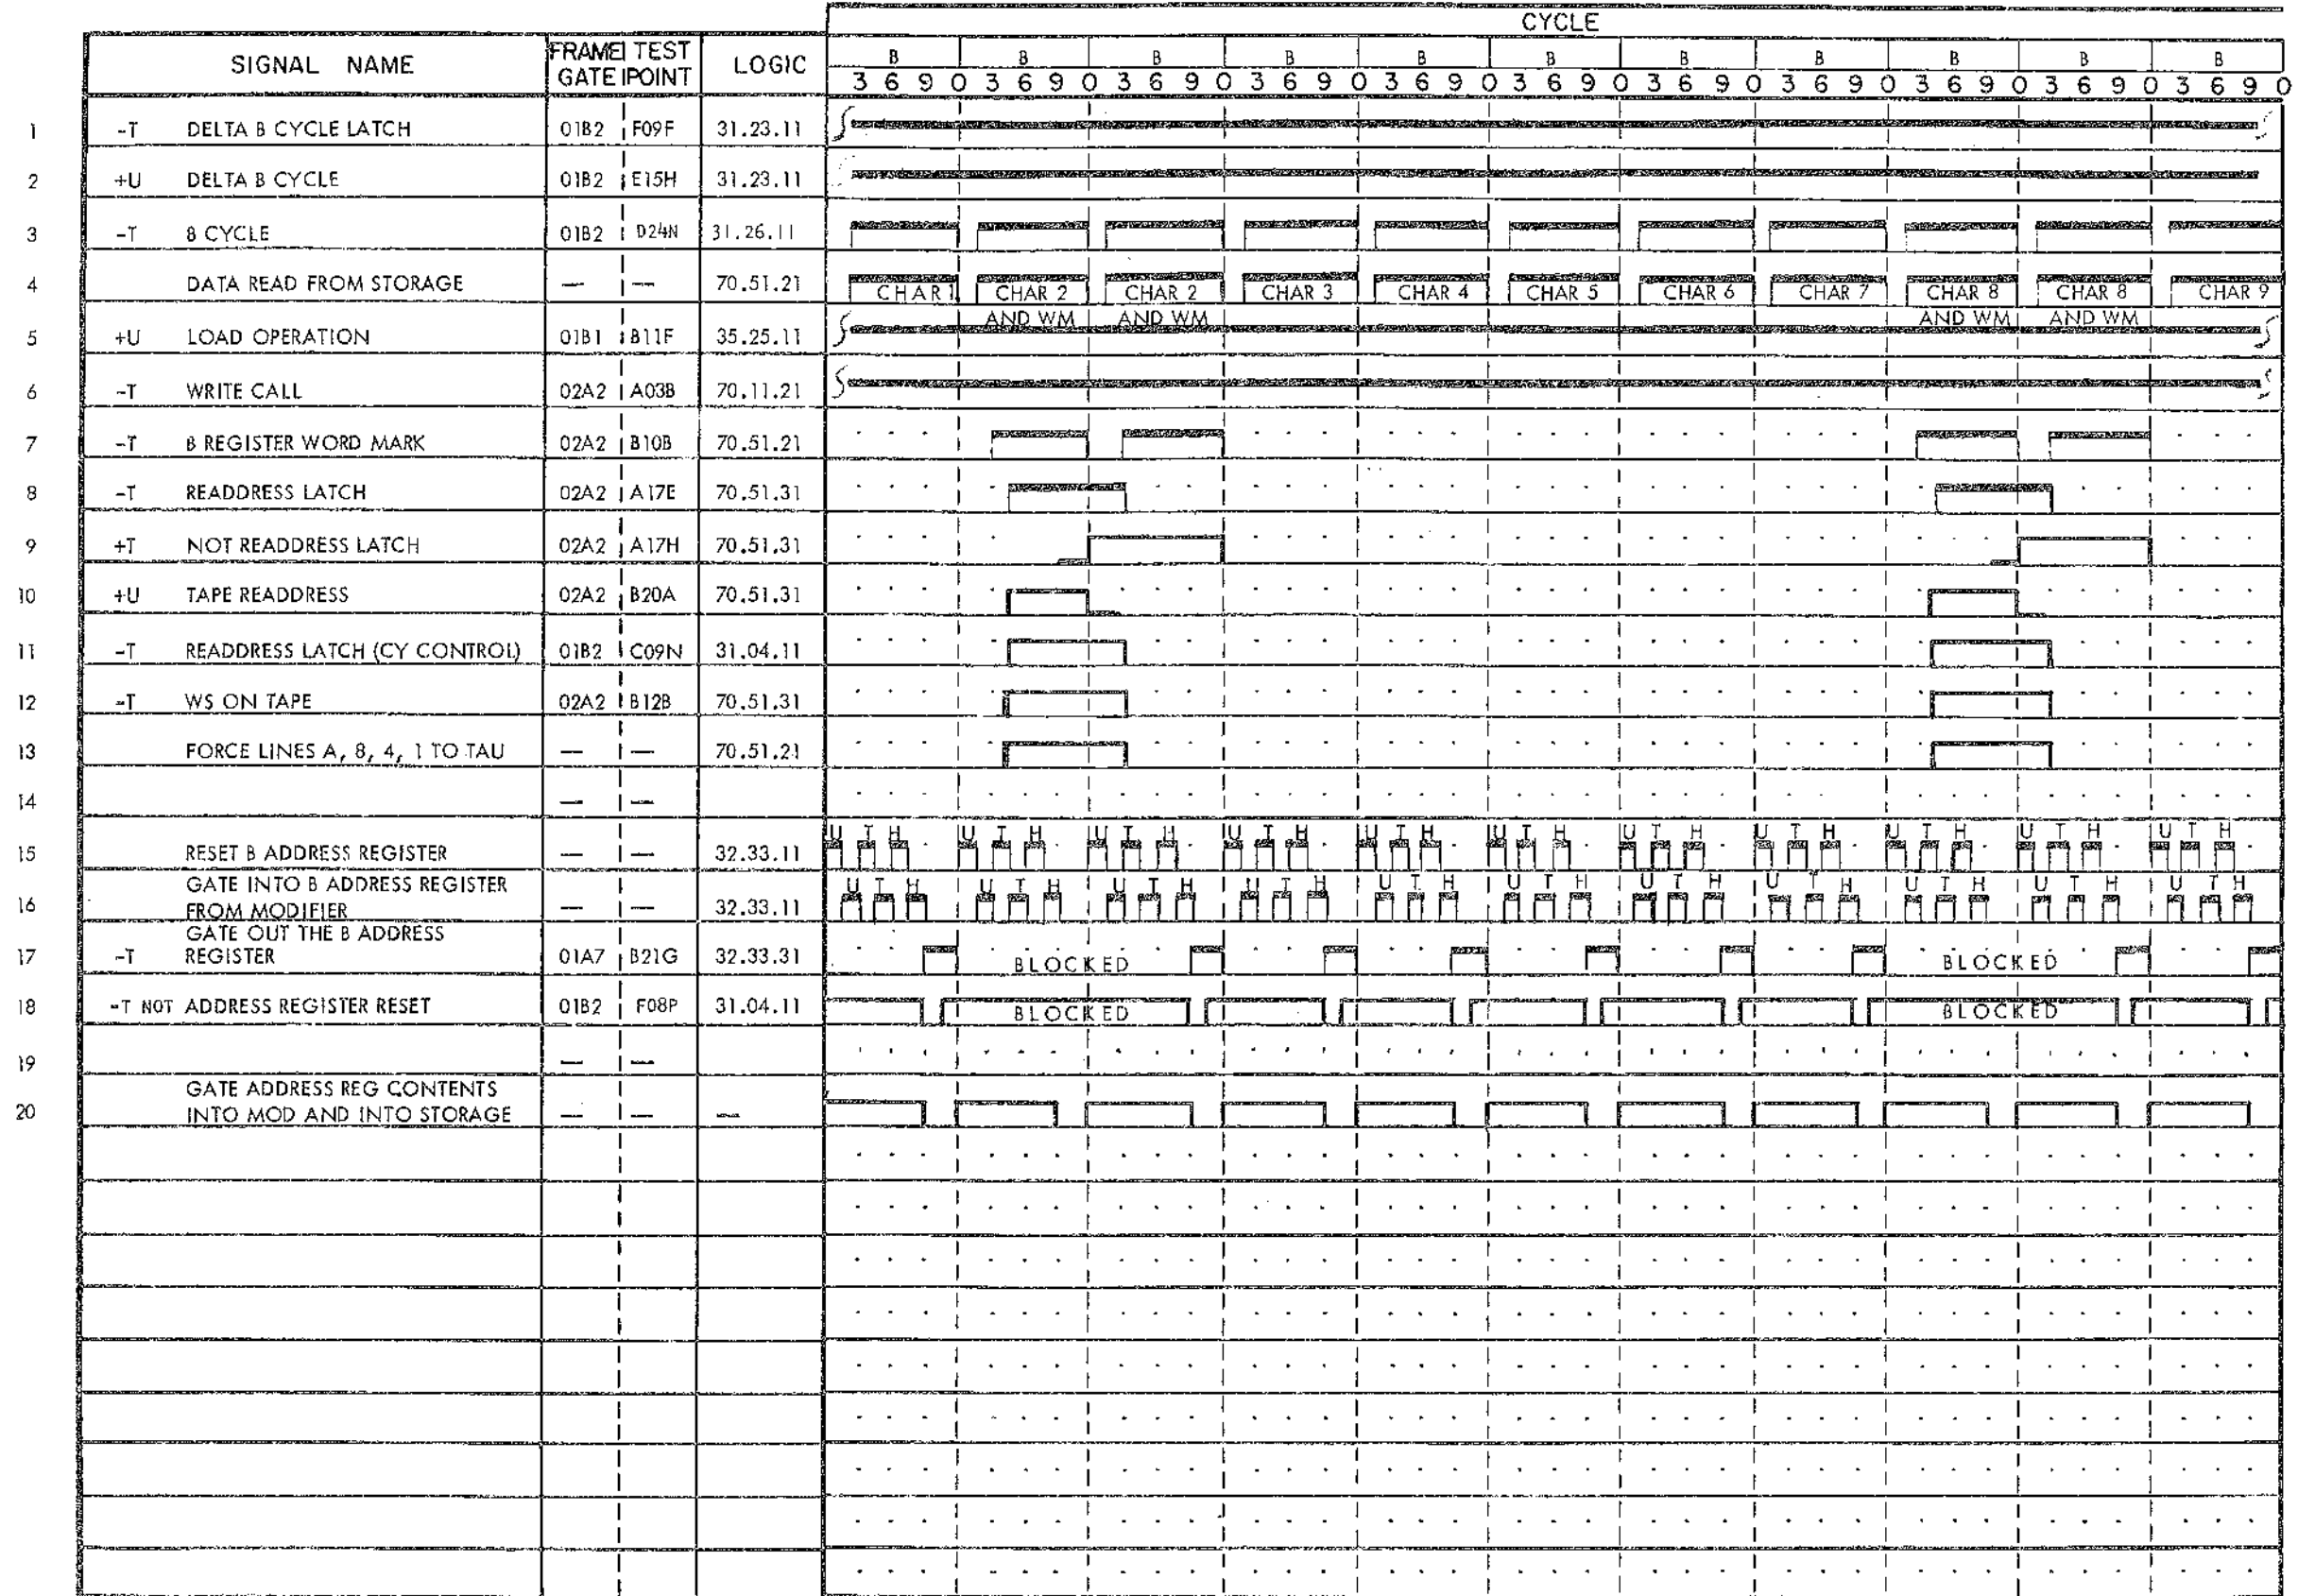 CYCLE
SIGNAL NAME FRAME GATE TEST POINT LOGIC
B B B B B B B B B B B
3 6 9 0 3 6 9 0 3 6 9 0 3 6 9 0 3 6 9 0 3 6 9 0 3 6 9 0 3 6 9 0 3 6 9 0 3 6 9 0 3 6 9 0
1 -T DELTA B CYCLE LATCH 01B2 F09F 31.23.11
2 +U DELTA B CYCLE 01B2 E15H 31.23.11
3 -T B CYCLE 01B2 D24N 31.26.11
4 DATA READ FROM STORAGE — — 70.51.21 CHAR 1 CHAR 2 CHAR 2 CHAR 3 CHAR 4 CHAR 5 CHAR 6 CHAR 7 CHAR 8 CHAR 8 CHAR 9
AND WM AND WM AND WM AND WM
5 +U LOAD OPERATION 01B1 B11F 35.25.11
6 -T WRITE CALL 02A2 A03B 70.11.21
7 -T B REGISTER WORD MARK 02A2 B10B 70.51.21
8 -T READDRESS LATCH 02A2 A17E 70.51.31
9 +T NOT READDRESS LATCH 02A2 A17H 70.51.31
10 +U TAPE READDRESS 02A2 B20A 70.51.31
11 -T READDRESS LATCH (CY CONTROL) 01B2 C09N 31.04.11
12 -T WS ON TAPE 02A2 B12B 70.51.31
13 FORCE LINES A, 8, 4, 1 TO TAU — — 70.51.21
14 — —
U T H U T H U T H U T H U T H U T H U T H U T H U T H U T H U T H
15 RESET B ADDRESS REGISTER — — 32.33.11
GATE INTO B ADDRESS REGISTER U T H U T H U T H U T H U T H U T H U T H U T H U T H U T H U T H
16 FROM MODIFIER — — 32.33.11
GATE OUT THE B ADDRESS
17 -T REGISTER 01A7 B21G 32.33.31 BLOCKED BLOCKED
18 -T NOT ADDRESS REGISTER RESET 01B2 F08P 31.04.11 BLOCKED BLOCKED
19 — —
GATE ADDRESS REG CONTENTS
20 INTO MOD AND INTO STORAGE — — —